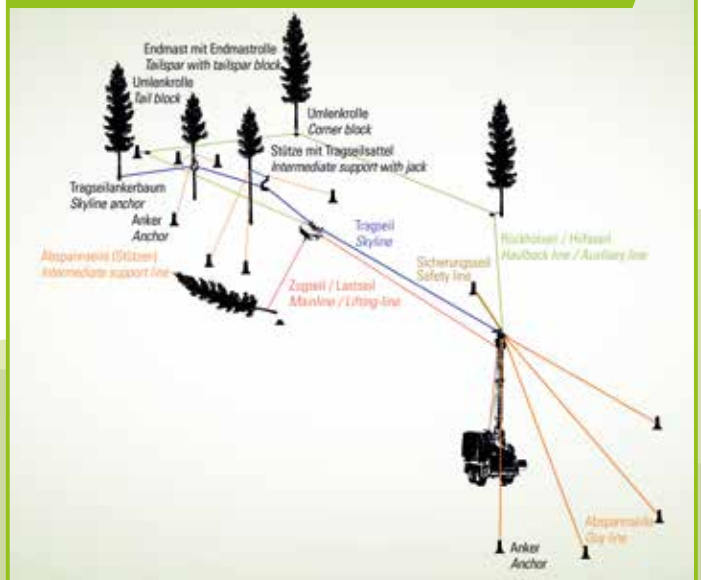 Endmast mit Endmastrolle
Tailspar with tailspar block
Umlenkrolle
Tail block
Umlenkrolle
Corner block
Stütze mit Tragseilsattel
Intermediate support with jack
Tragseilankerbaum
Skyline anchor
Anker
Anchor
Tragseil
Skyline
Rückholseil / Hilfsseil
Haulback line / Auxiliary line
Abspannseile (Stützen)
Intermediate support line
Sicherungsseil
Safety line
Zugseil / Lastseil
Mainline / Lifting-line
Abspannseile
Guy line
Anker
Anchor